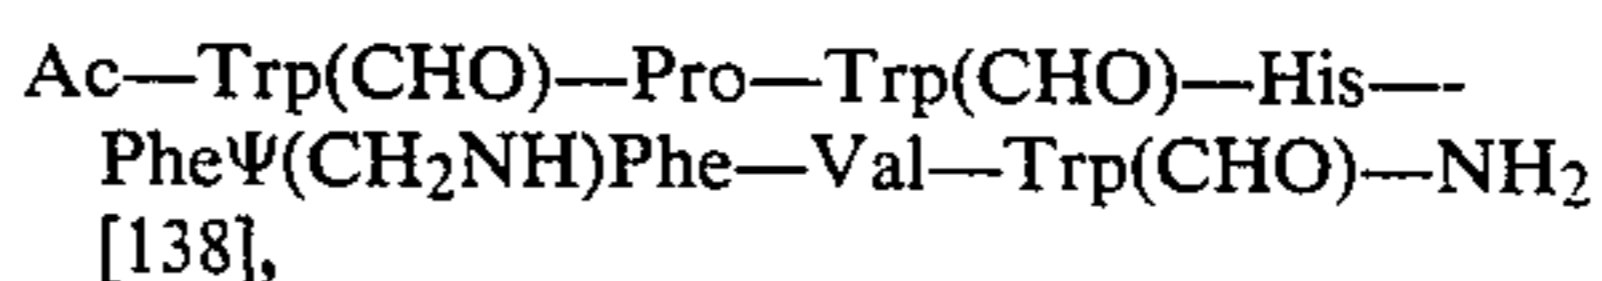 Ac—Trp(CHO)—Pro—Trp(CHO)—His—-
PheΨ(CH₂NH)Phe—Val—Trp(CHO)—NH₂
[138],